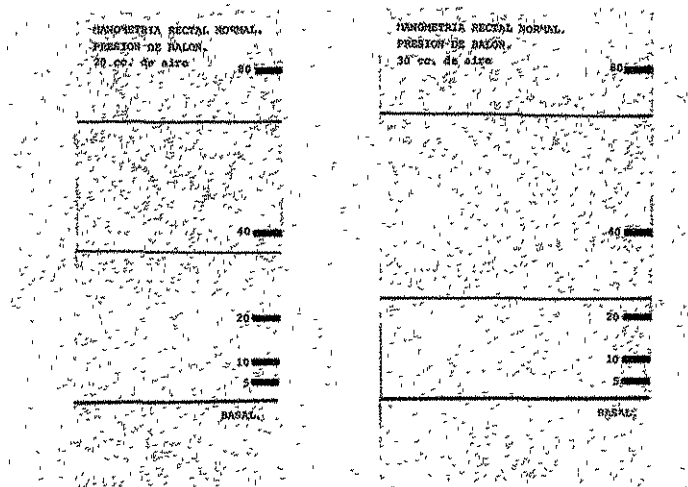 MANOMETRIA RECTAL NORMAL.
PRESION DE BALON.
cc. de aire
80
40
20
10
5
BASAL.
MANOMETRIA RECTAL NORMAL.
PRESION DE BALON.
30 cc. de aire
80
40
20
10
5
BASAL.